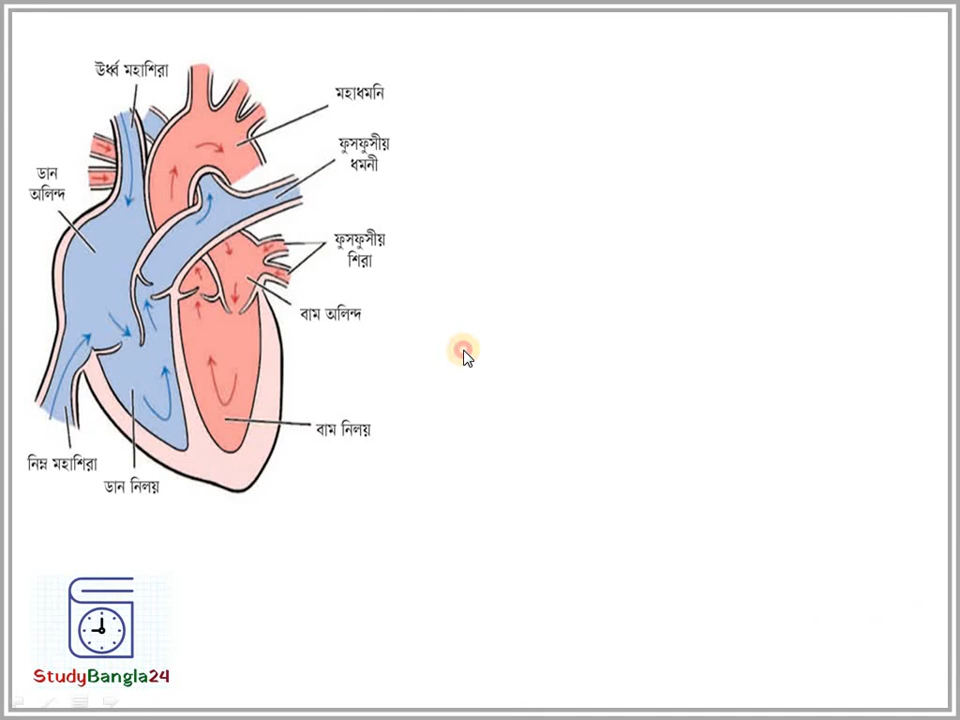 ঊর্ধ্ব মহাশিরা
মহাধমনি
ফুসফুসীয়
ধমনী
ডান
অলিন্দ
ফুসফুসীয়
শিরা
বাম অলিন্দ
বাম নিলয়
নিম্ন মহাশিরা
ডান নিলয়
StudyBangla24